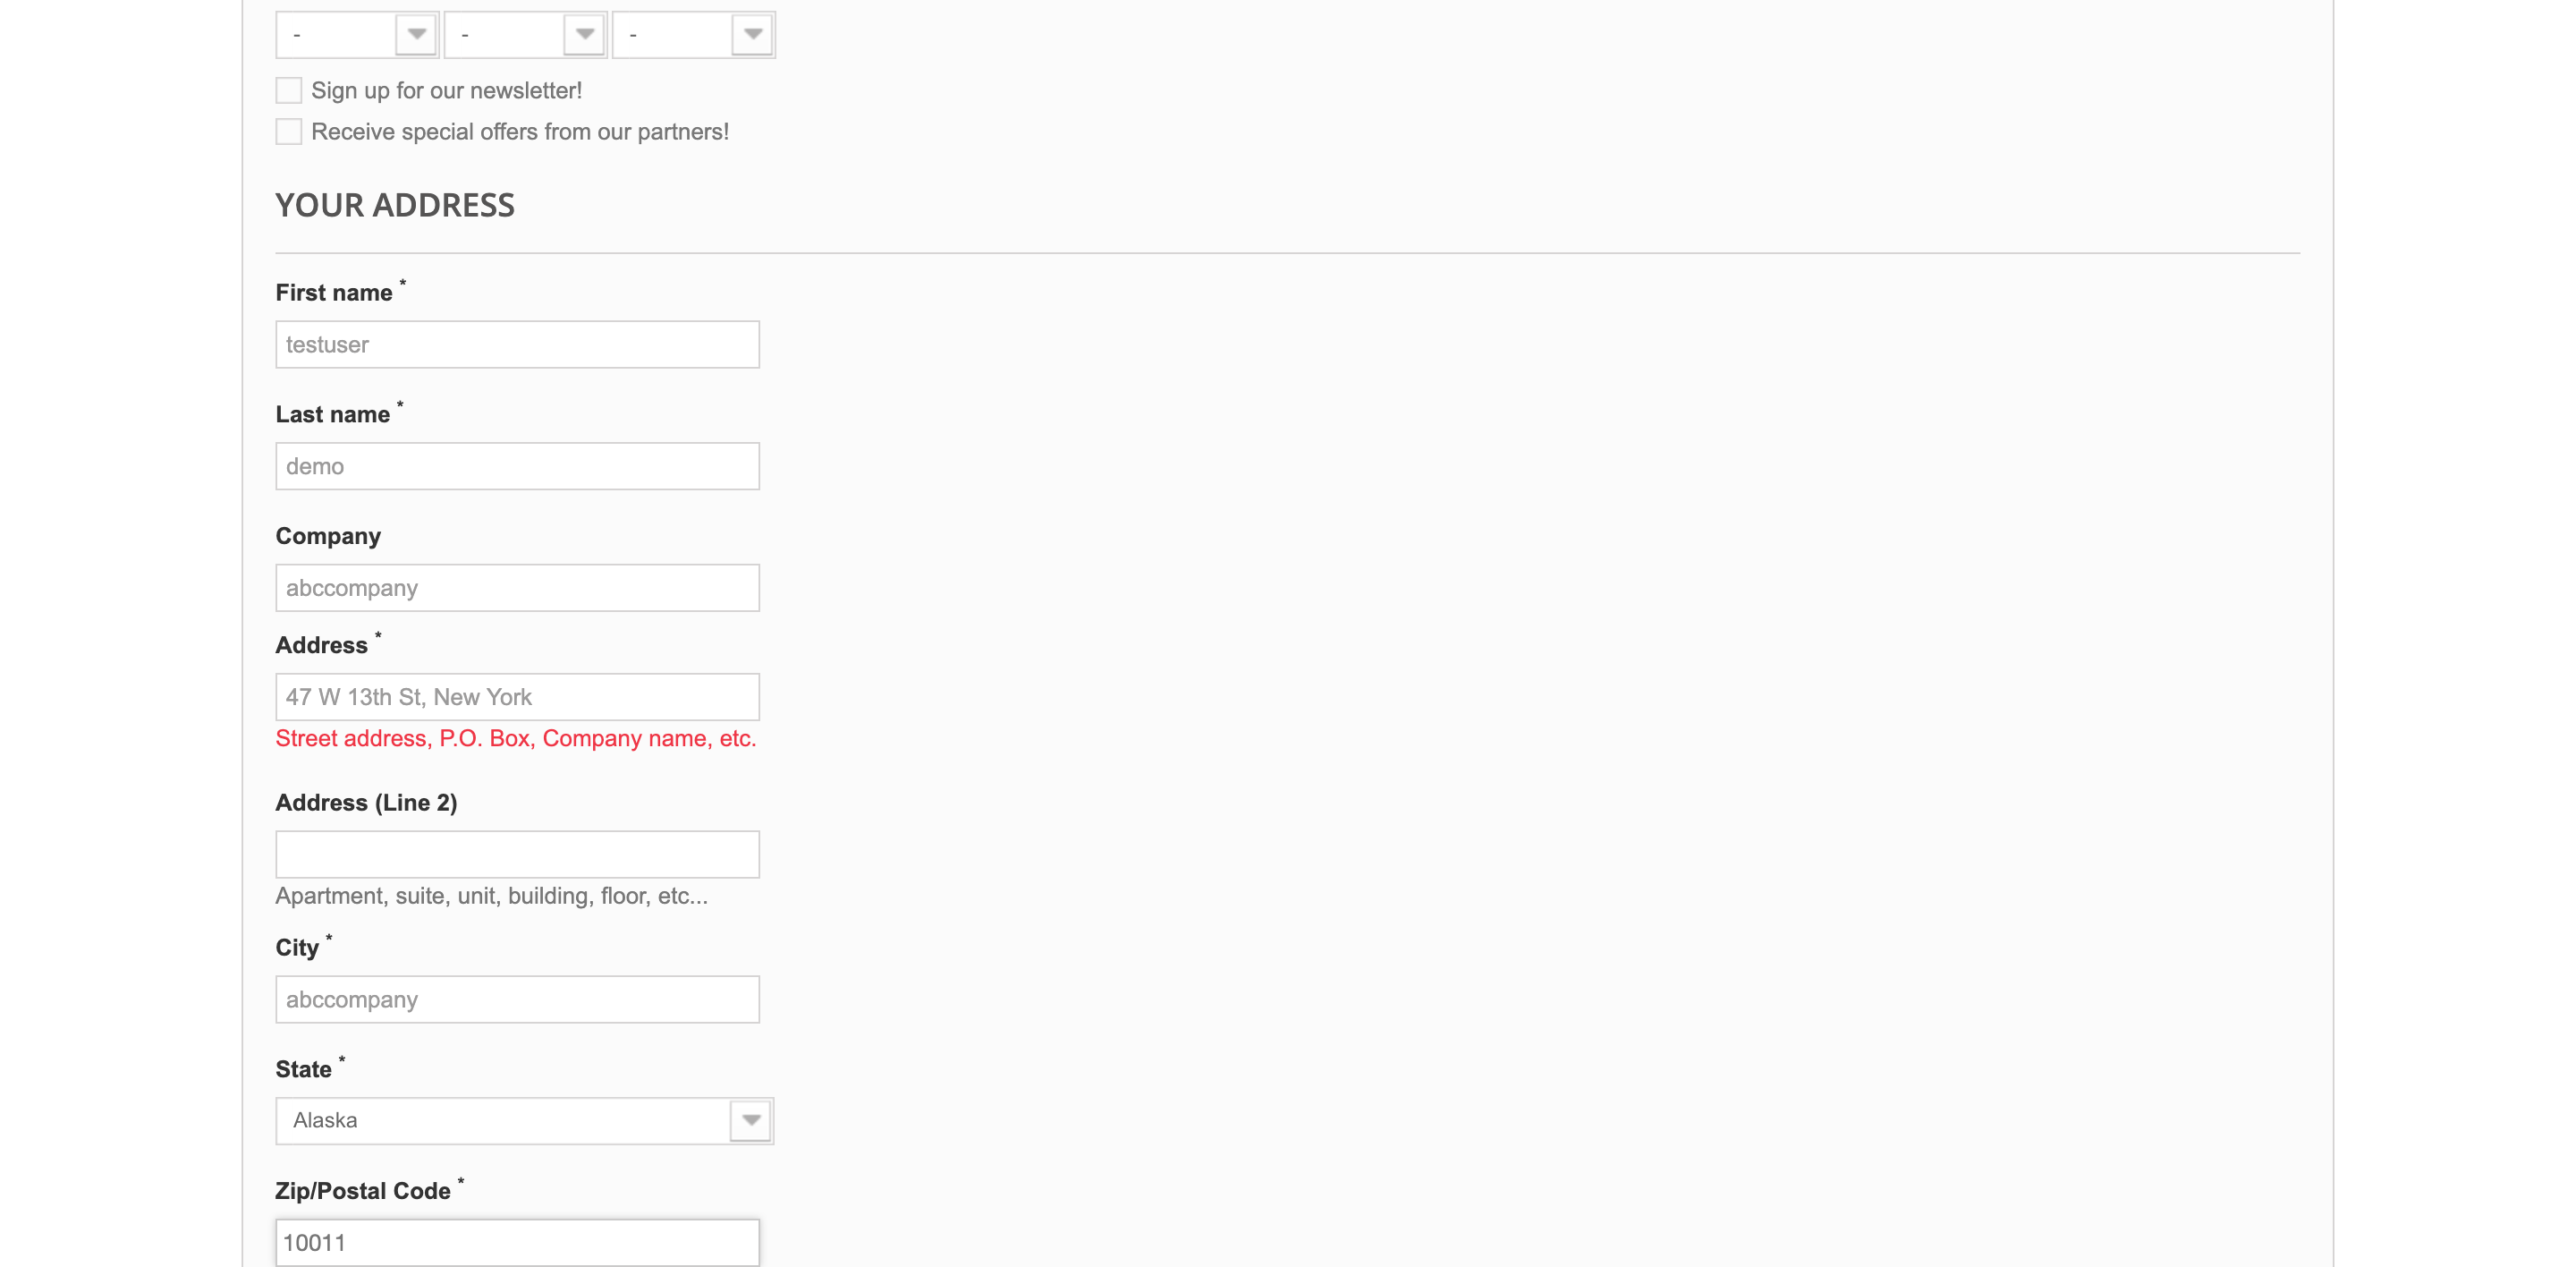 - - -
Sign up for our newsletter!
Receive special offers from our partners!
YOUR ADDRESS
First name *
testuser
Last name *
demo
Company
abccompany
Address *
47 W 13th St, New York
Street address, P.O. Box, Company name, etc.
Address (Line 2)
Apartment, suite, unit, building, floor, etc...
City *
abccompany
State *
Alaska
Zip/Postal Code *
10011